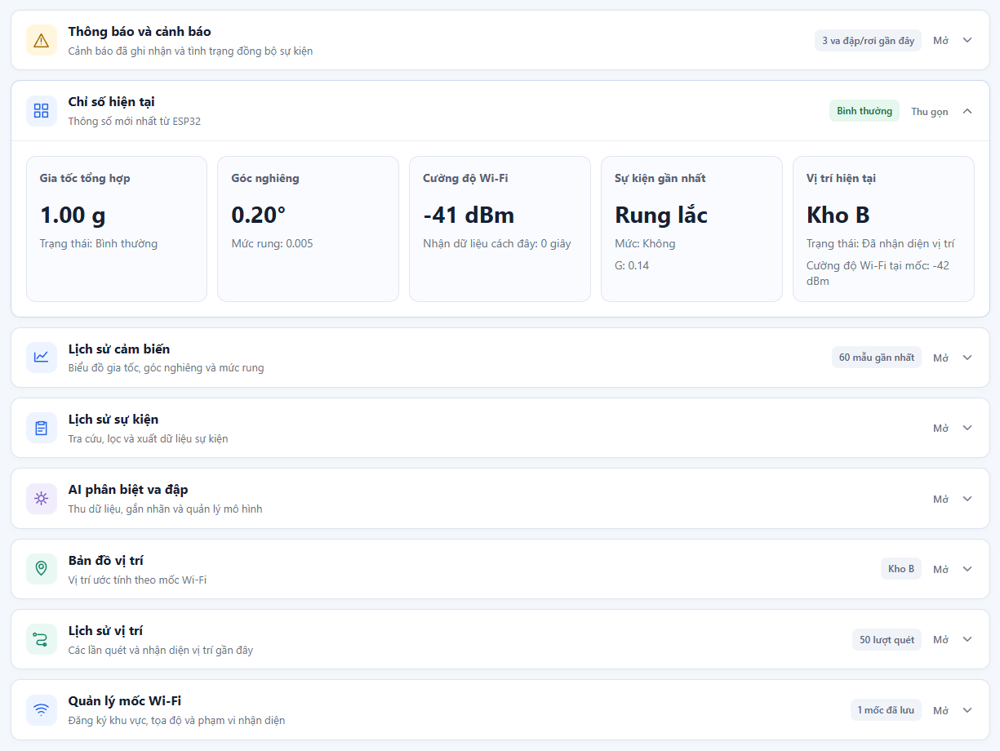 Thông báo và cảnh báo
Cảnh báo đã ghi nhận và tình trạng đồng bộ sự kiện
3 va đập/rơi gần đây
Mở
Chỉ số hiện tại
Thông số mới nhất từ ESP32
Bình thường
Thu gọn
Gia tốc tổng hợp
1.00 g
Trạng thái: Bình thường
Góc nghiêng
0.20°
Mức rung: 0.005
Cường độ Wi-Fi
-41 dBm
Nhận dữ liệu cách đây: 0 giây
Sự kiện gần nhất
Rung lắc
Mức: Không
G: 0.14
Vị trí hiện tại
Kho B
Trạng thái: Đã nhận diện vị trí
Cường độ Wi-Fi tại mốc: -42
dBm
Lịch sử cảm biến
Biểu đồ gia tốc, góc nghiêng và mức rung
60 mẫu gần nhất
Mở
Lịch sử sự kiện
Tra cứu, lọc và xuất dữ liệu sự kiện
Mở
AI phân biệt va đập
Thu dữ liệu, gắn nhãn và quản lý mô hình
Mở
Bản đồ vị trí
Vị trí ước tính theo mốc Wi-Fi
Kho B
Mở
Lịch sử vị trí
Các lần quét và nhận diện vị trí gần đây
50 lượt quét
Mở
Quản lý mốc Wi-Fi
Đăng ký khu vực, tọa độ và phạm vi nhận diện
1 mốc đã lưu
Mở